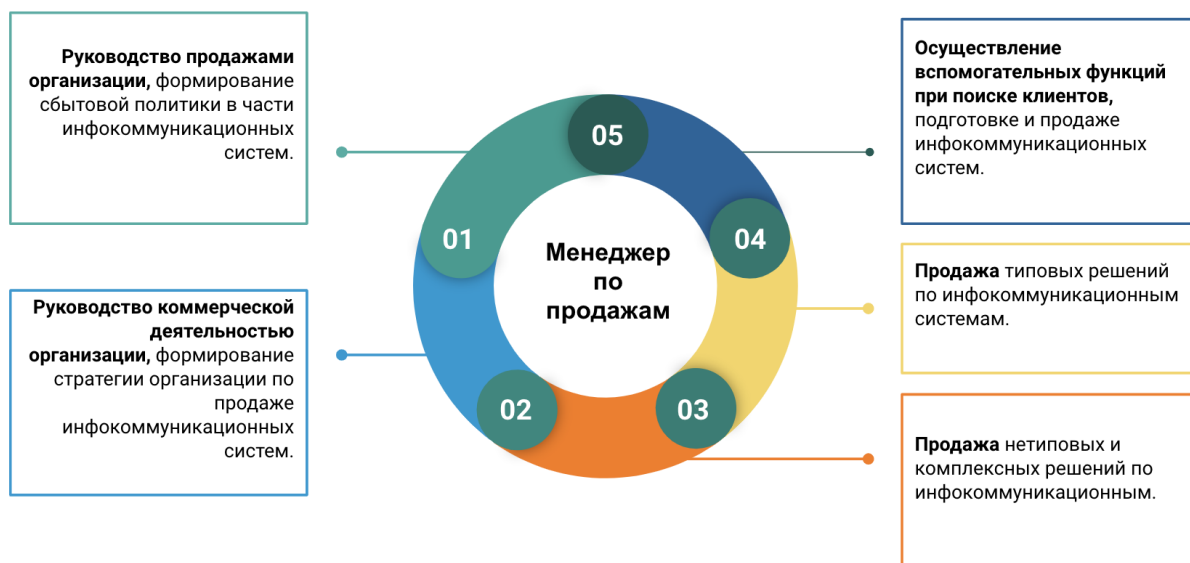 Руководство продажами
организации, формирование
сбытовой политики в части
инфокоммуникационных
систем.
Руководство коммерческой
деятельностью
организации, формирование
стратегии организации по
продаже
инфокоммуникационных
систем.
05
01
04
02
03
Менеджер
по
продажам
Осуществление
вспомогательных функций
при поиске клиентов,
подготовке и продаже
инфокоммуникационных
систем.
Продажа типовых решений
по инфокоммуникационным
системам.
Продажа нетиповых и
комплексных решений по
инфокоммуникационным.